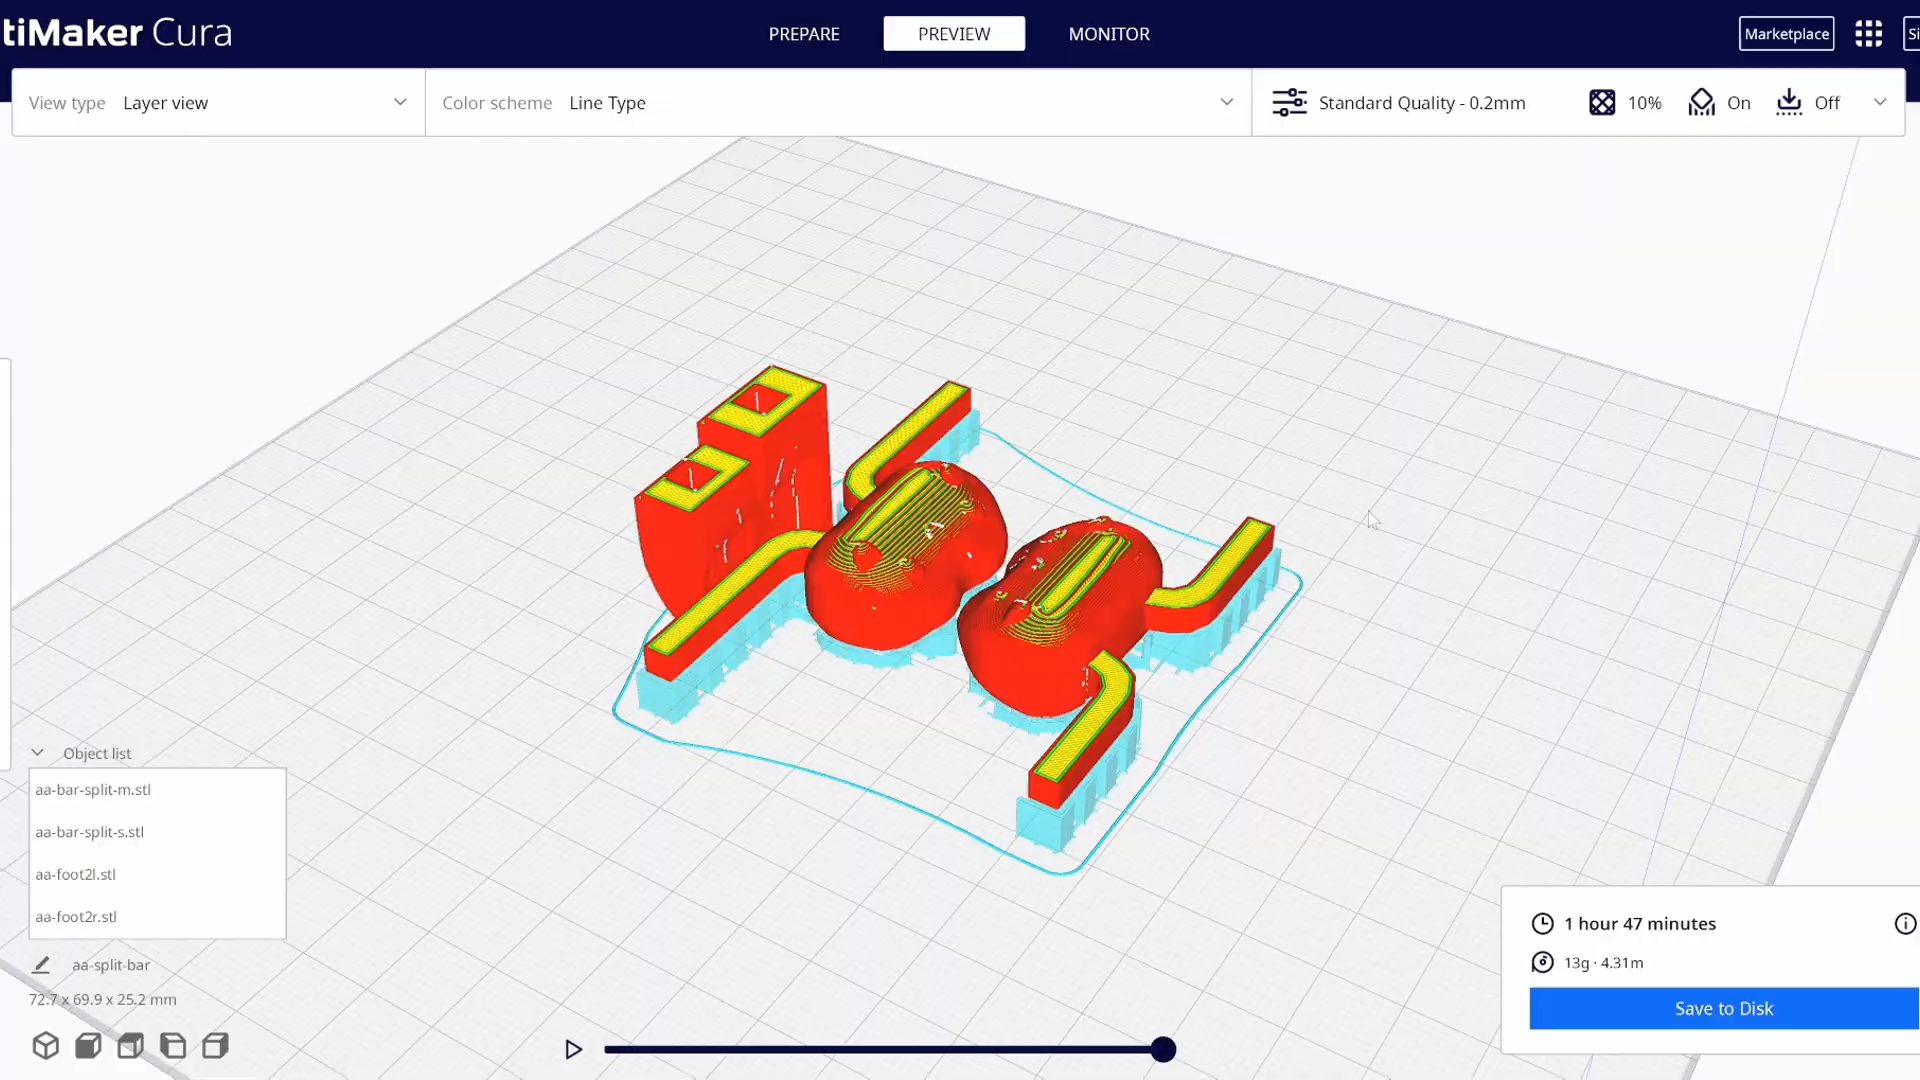 tiMaker Cura
PREPARE
PREVIEW
MONITOR
Marketplace
Si
View type Layer view
Color scheme Line Type
Standard Quality - 0.2mm
10%
On
Off
Object list
aa-bar-split-m.stl
aa-bar-split-s.stl
aa-foot2l.stl
aa-foot2r.stl
aa-split-bar
72.7 x 69.9 x 25.2 mm
1 hour 47 minutes
13g · 4.31m
Save to Disk